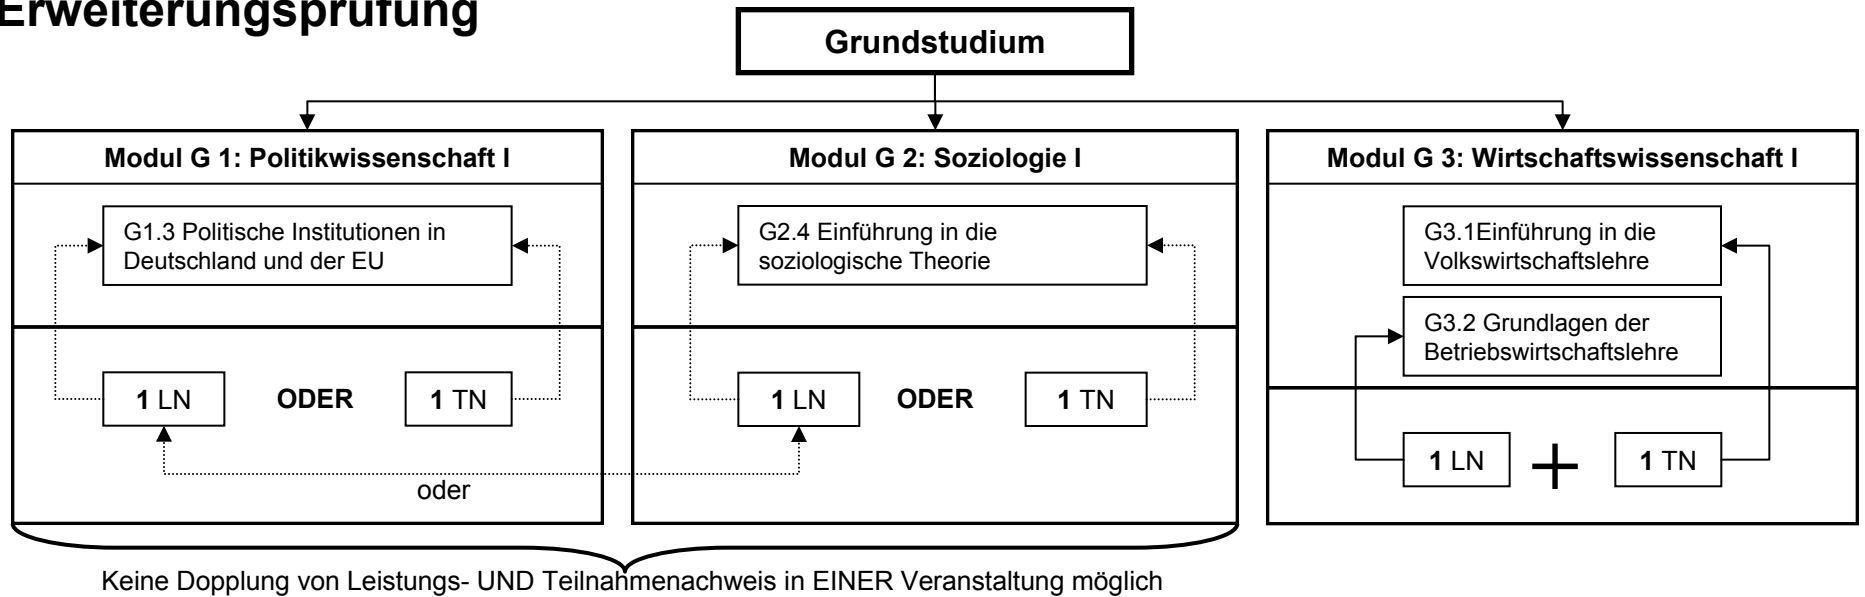 Erweiterungsprüfung
Grundstudium
Modul G 1: Politikwissenschaft I
G1.3 Politische Institutionen in
Deutschland und der EU
1 LN
ODER
1 TN
Modul G 2: Soziologie I
G2.4 Einführung in die
soziologische Theorie
1 LN
ODER
1 TN
oder
Modul G 3: Wirtschaftswissenschaft I
G3.1Einführung in die
Volkswirtschaftslehre
G3.2 Grundlagen der
Betriebswirtschaftslehre
1 LN
+
1 TN
Keine Dopplung von Leistungs- UND Teilnahmenachweis in EINER Veranstaltung möglich